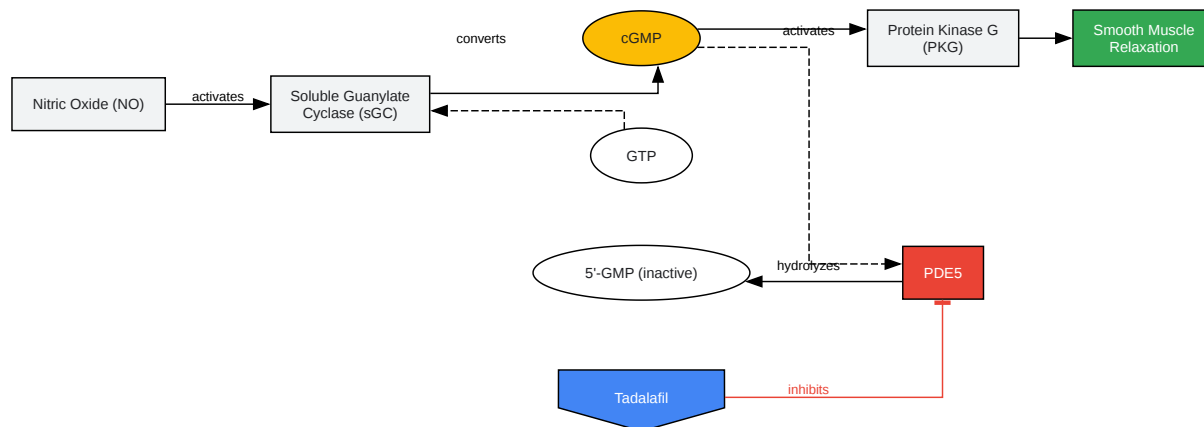 converts
cGMP
activates
Protein Kinase G
(PKG)
Smooth Muscle
Relaxation
Nitric Oxide (NO)
activates
Soluble Guanylate
Cyclase (sGC)
GTP
5'-GMP (inactive)
hydrolyzes
PDE5
Tadalafil
inhibits